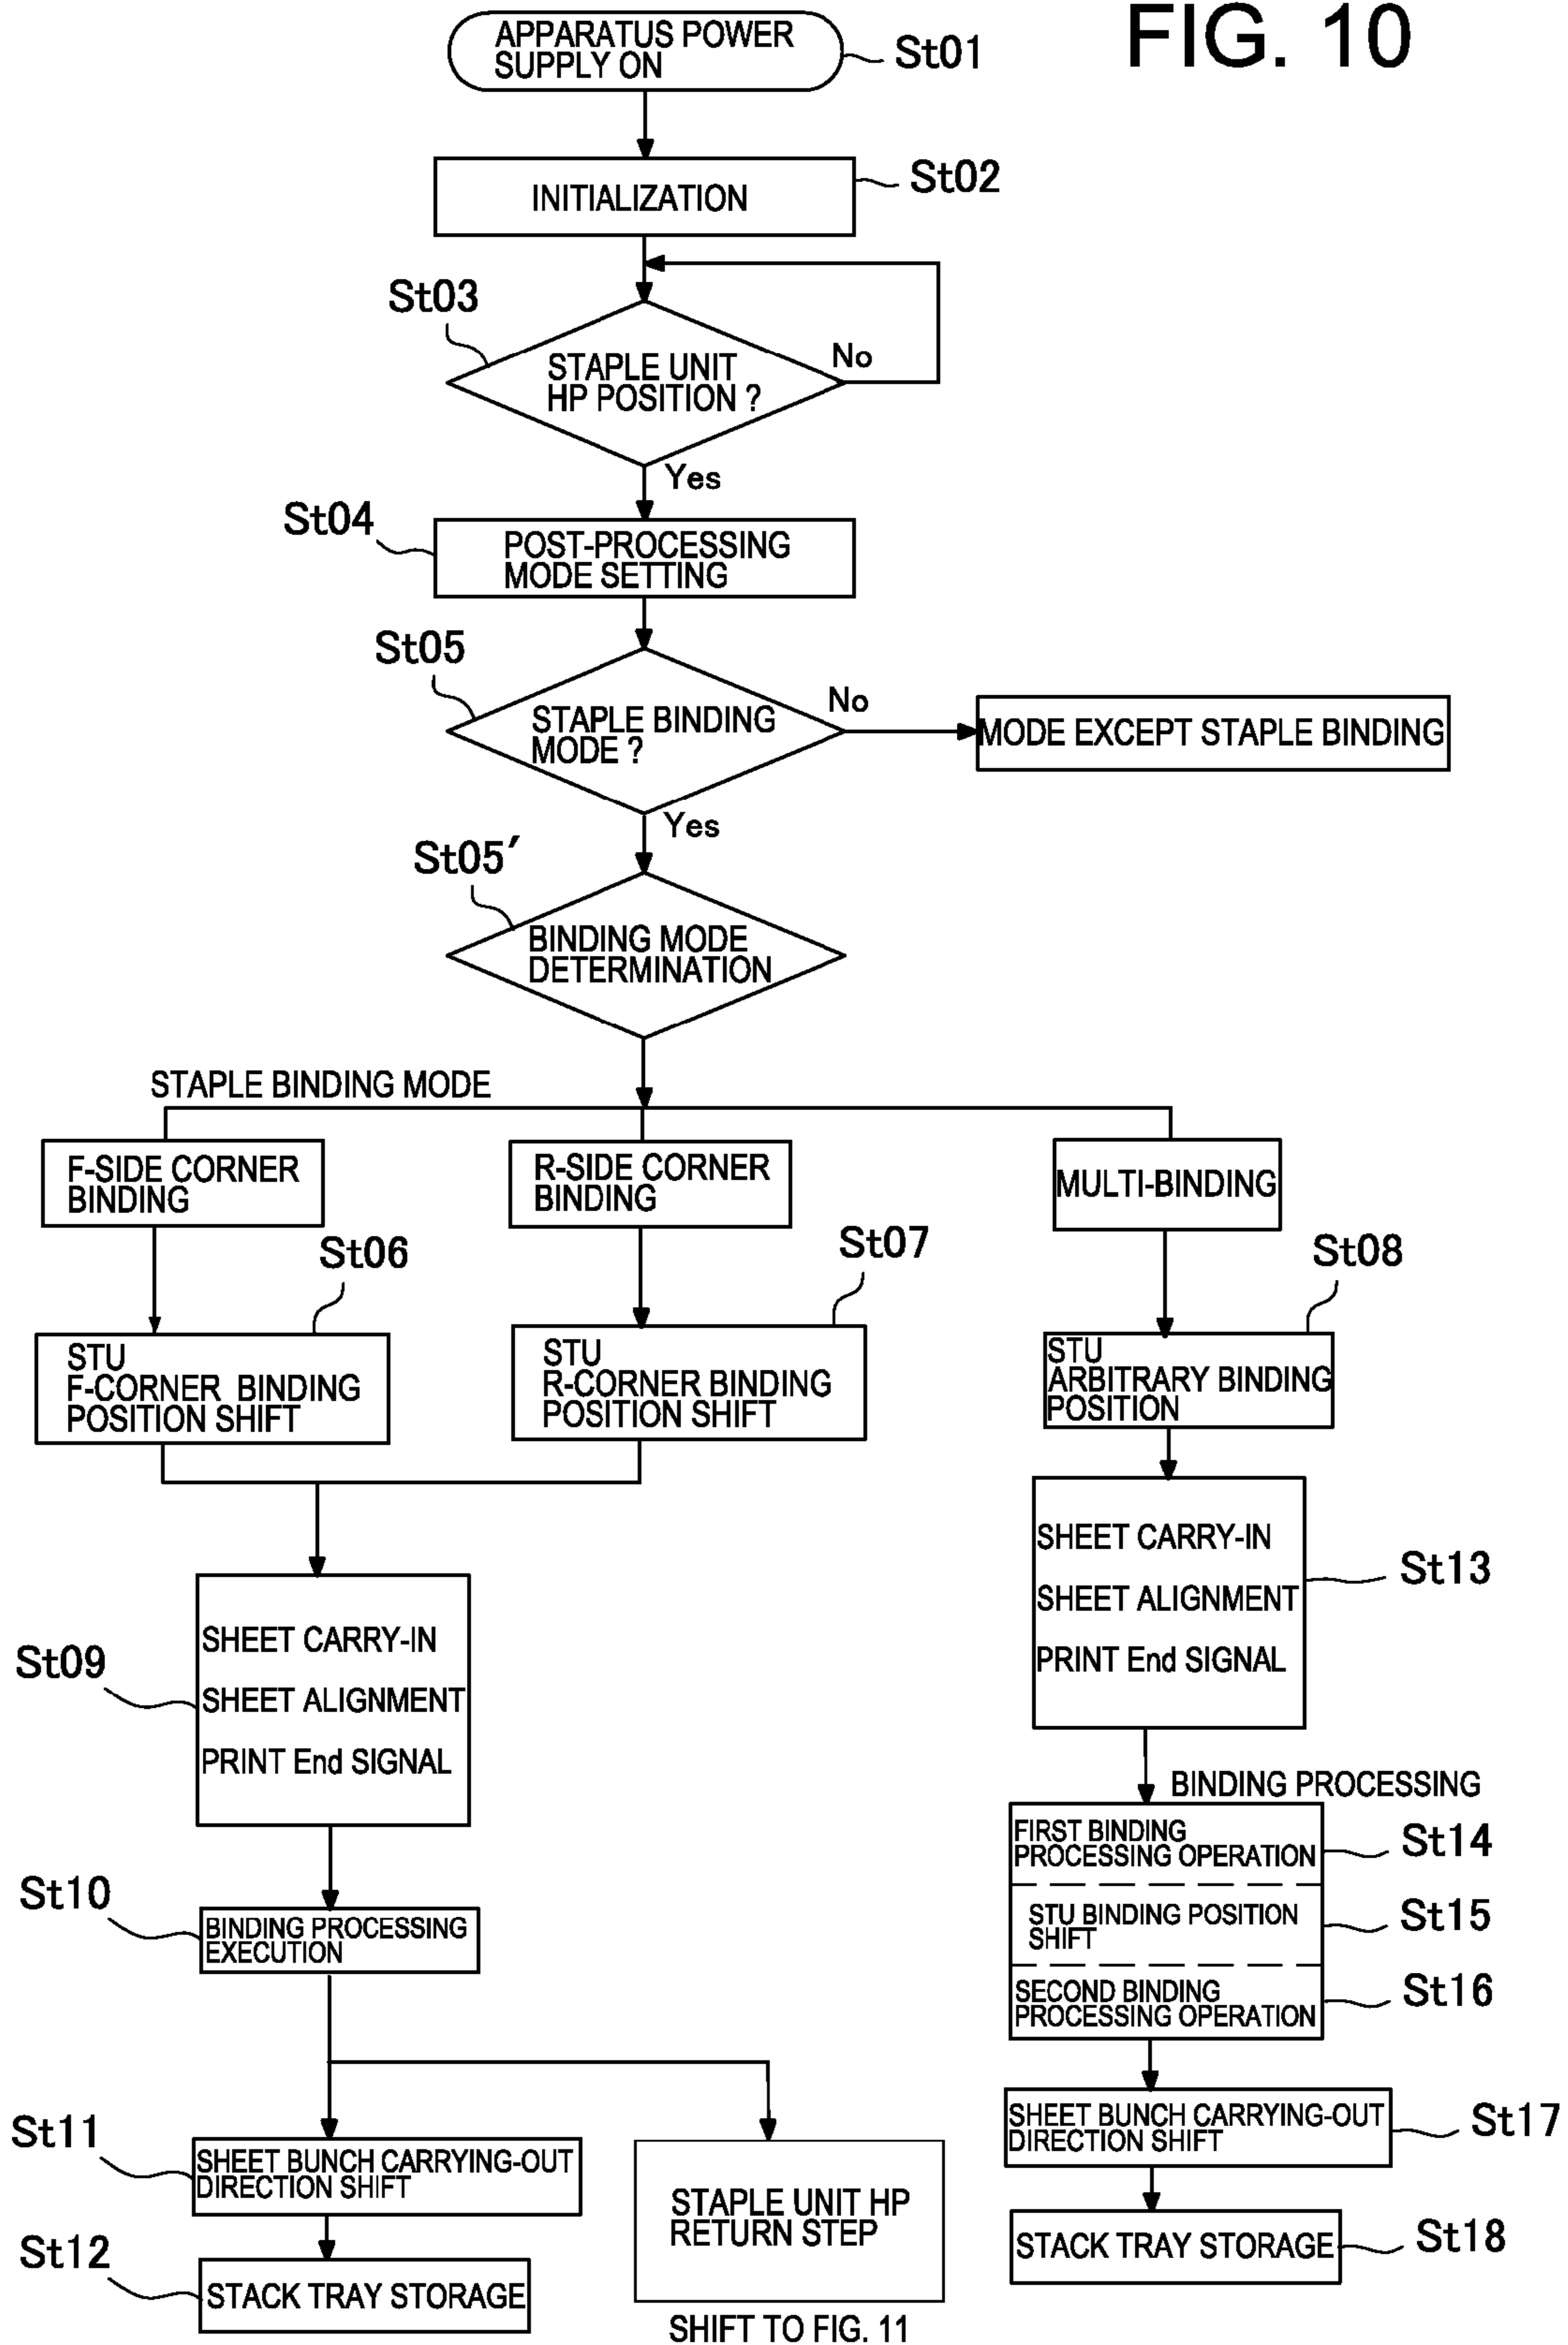 FIG. 10
APPARATUS POWER
SUPPLY ON
St01
INITIALIZATION
St02
St03
STAPLE UNIT
HP POSITION ?
No
Yes
St04
POST-PROCESSING
MODE SETTING
St05
STAPLE BINDING
MODE ?
No
MODE EXCEPT STAPLE BINDING
Yes
St05′
BINDING MODE
DETERMINATION
STAPLE BINDING MODE
F-SIDE CORNER
BINDING
R-SIDE CORNER
BINDING
MULTI-BINDING
St06
St07
St08
STU
F-CORNER BINDING
POSITION SHIFT
STU
R-CORNER BINDING
POSITION SHIFT
STU
ARBITRARY BINDING
POSITION
SHEET CARRY-IN
SHEET ALIGNMENT
PRINT End SIGNAL
St13
St09
SHEET CARRY-IN
SHEET ALIGNMENT
PRINT End SIGNAL
BINDING PROCESSING
FIRST BINDING
PROCESSING OPERATION
St14
STU BINDING POSITION
SHIFT
St15
SECOND BINDING
PROCESSING OPERATION
St16
St10
BINDING PROCESSING
EXECUTION
St11
SHEET BUNCH CARRYING-OUT
DIRECTION SHIFT
STAPLE UNIT HP
RETURN STEP
SHEET BUNCH CARRYING-OUT
DIRECTION SHIFT
St17
St12
STACK TRAY STORAGE
STACK TRAY STORAGE
St18
SHIFT TO FIG. 11